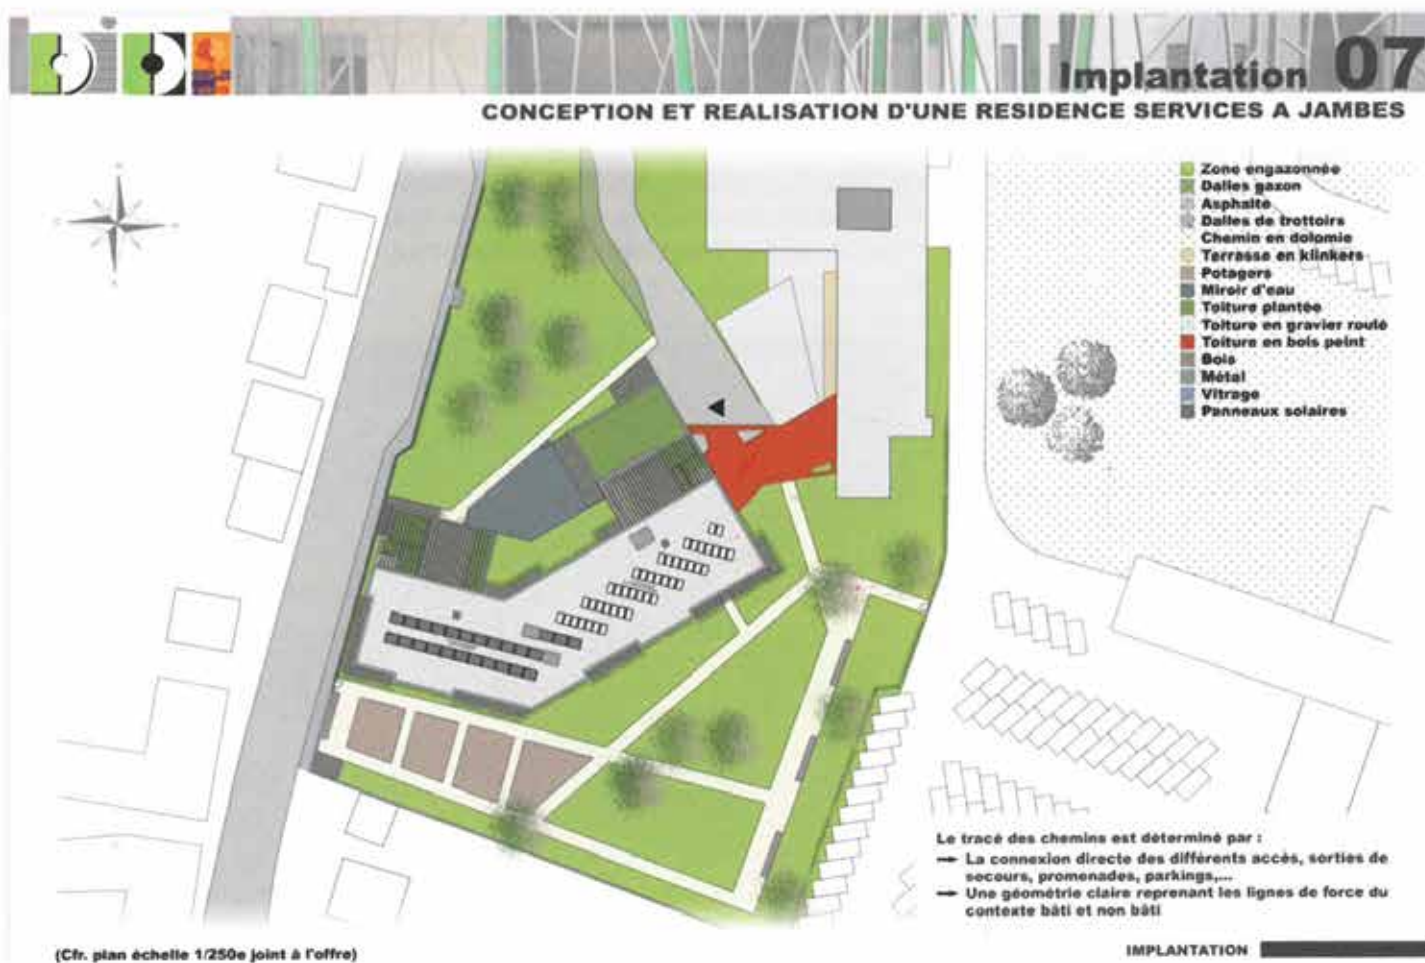 Implantation 07
CONCEPTION ET REALISATION D'UNE RESIDENCE SERVICES A JAMBES
Zone engazonnée
Dalles gazon
Asphalte
Dalles de trottoirs
Chemin en dolomie
Terrasse en klinkers
Potagers
Miroir d'eau
Toiture plantée
Toiture en gravier roulé
Toiture en bois peint
Bois
Métal
Vitrage
Panneaux solaires
Le tracé des chemins est déterminé par :
→ La connexion directe des différents accès, sorties de
secours, promenades, parkings,...
→ Une géométrie claire reprenant les lignes de force du
contexte bâti et non bâti
(Cfr. plan échelle 1/250e joint à l'offre)
IMPLANTATION